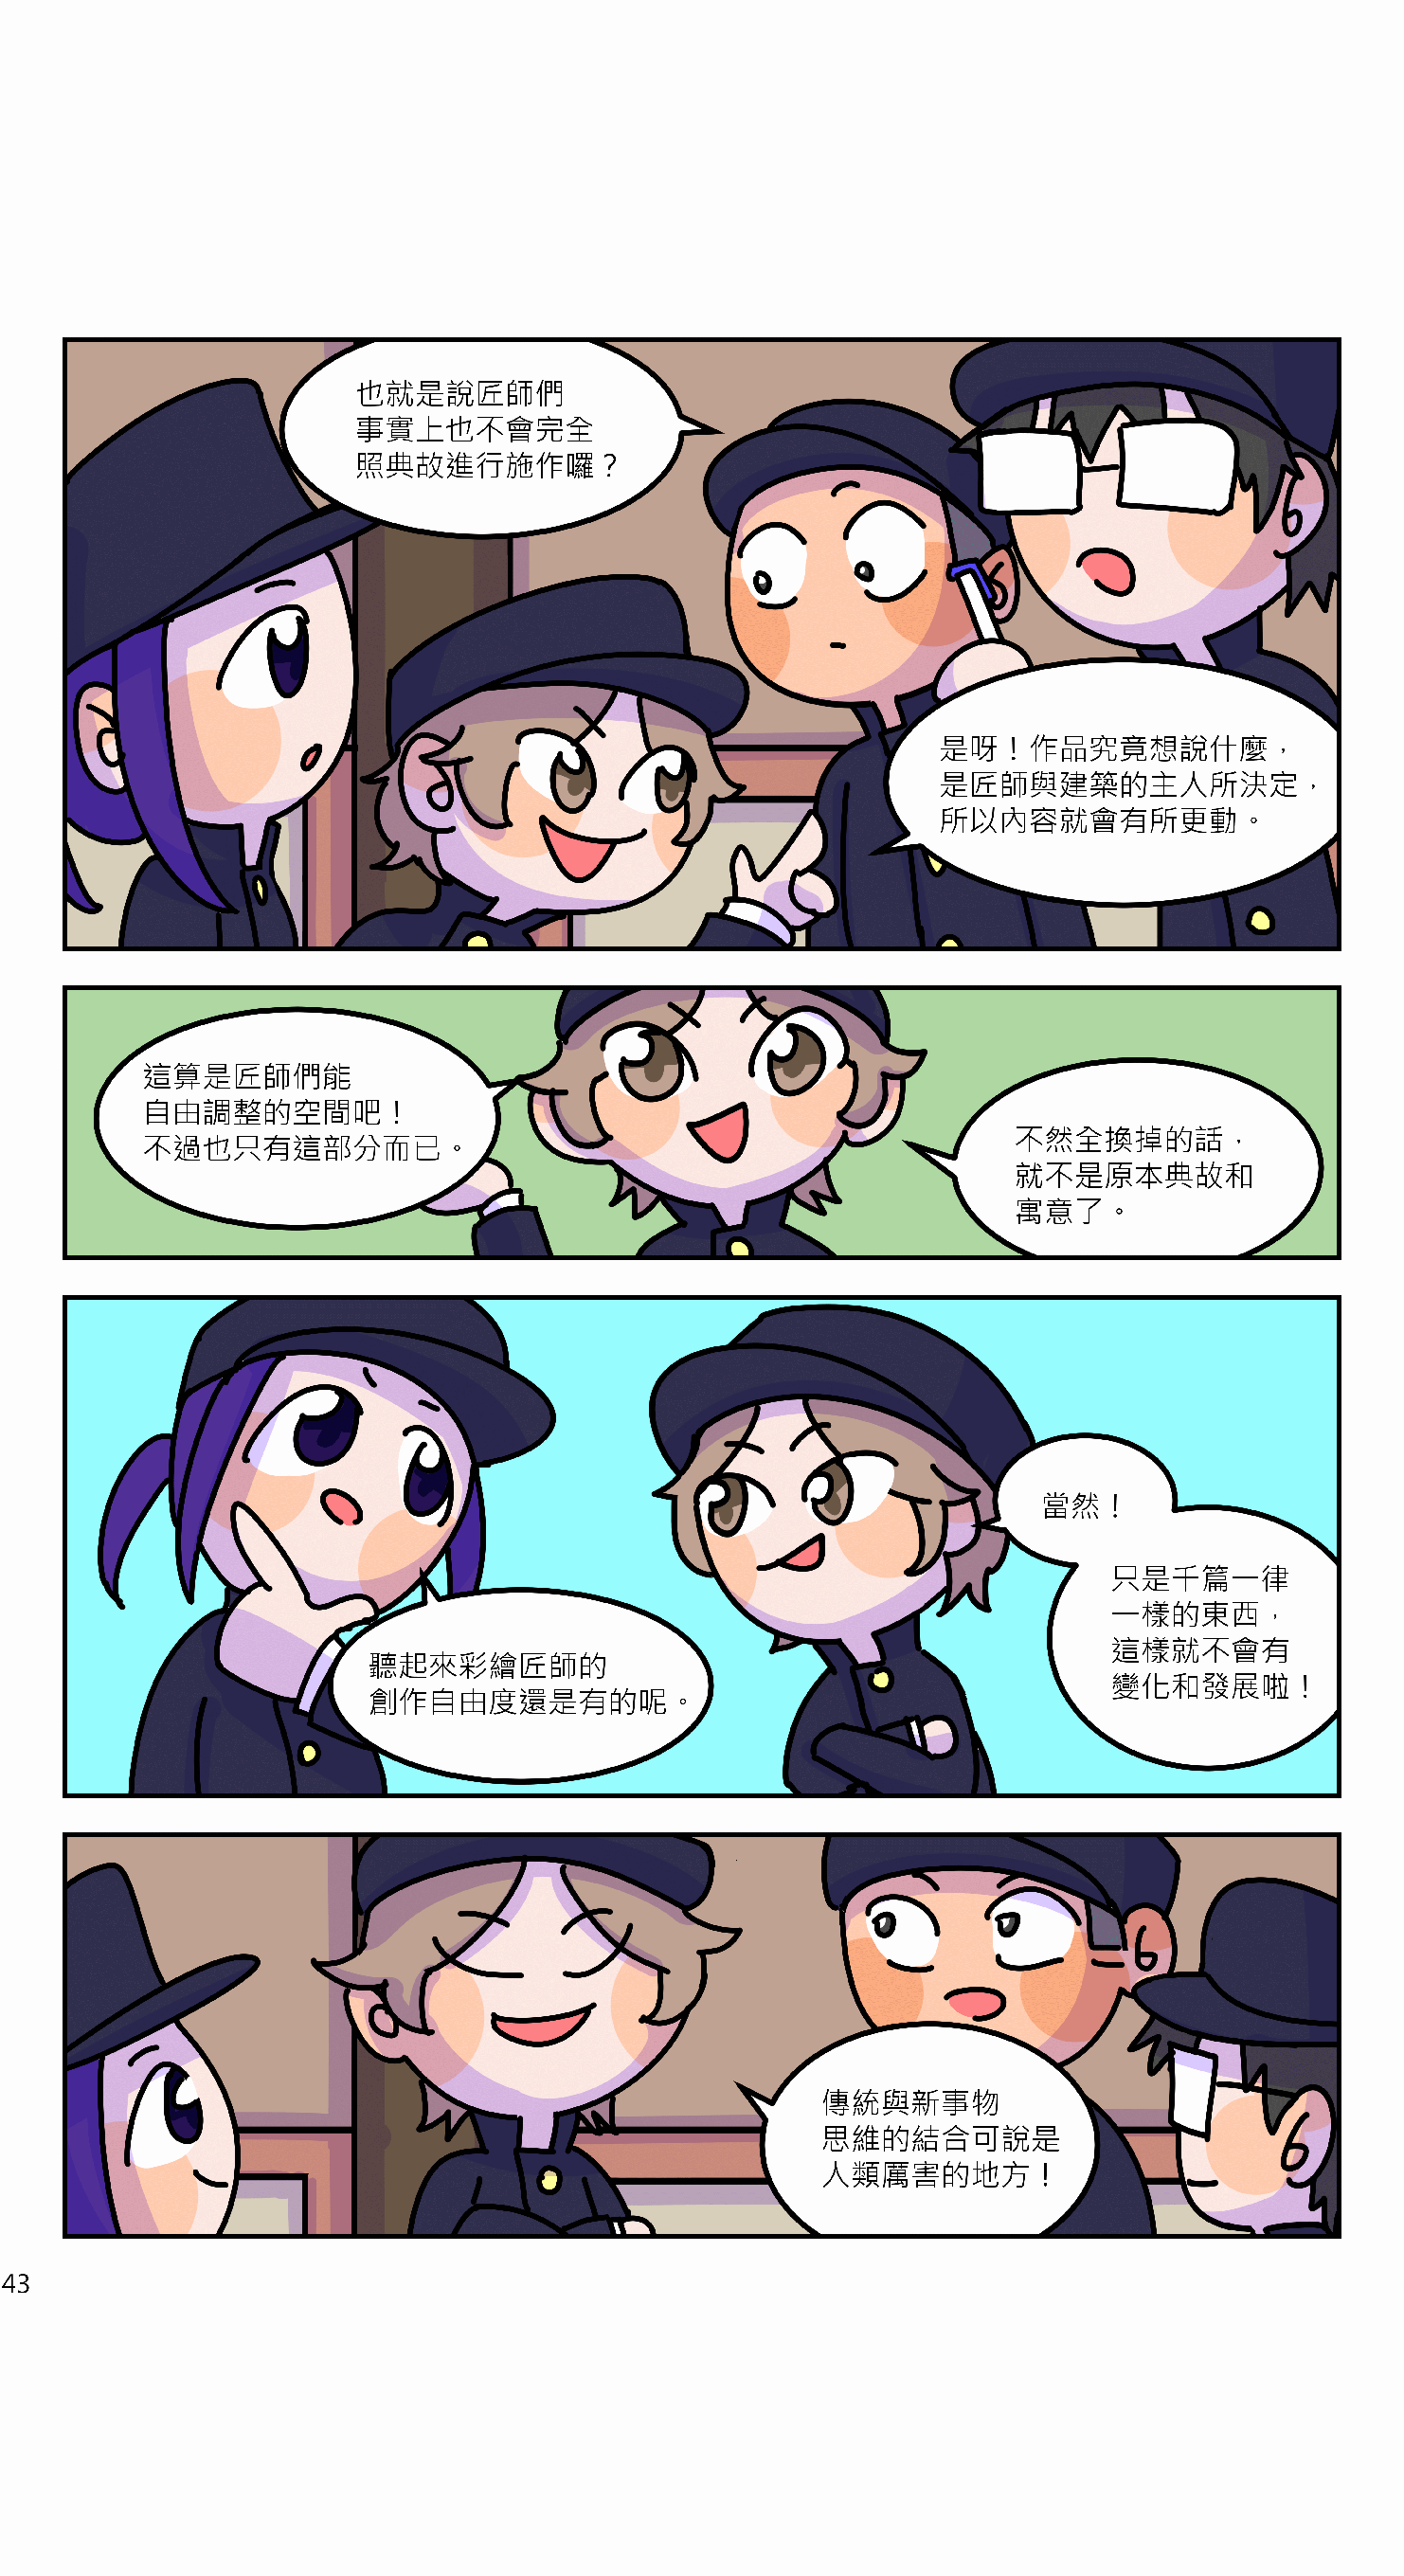 也就是說匠師們
事實上也不會完全
照典故進行施作囉？
是呀！作品究竟想說什麼，
是匠師與建築的主人所決定，
所以內容就會有所更動。
這算是匠師們能
自由調整的空間吧！
不過也只有這部分而已。
不然全換掉的話，
就不是原本典故和
寓意了。
聽起來彩繪匠師的
創作自由度還是有的呢。
當然！
只是千篇一律
一樣的東西，
這樣就不會有
變化和發展啦！
傳統與新事物
思維的結合可說是
人類厲害的地方！
43